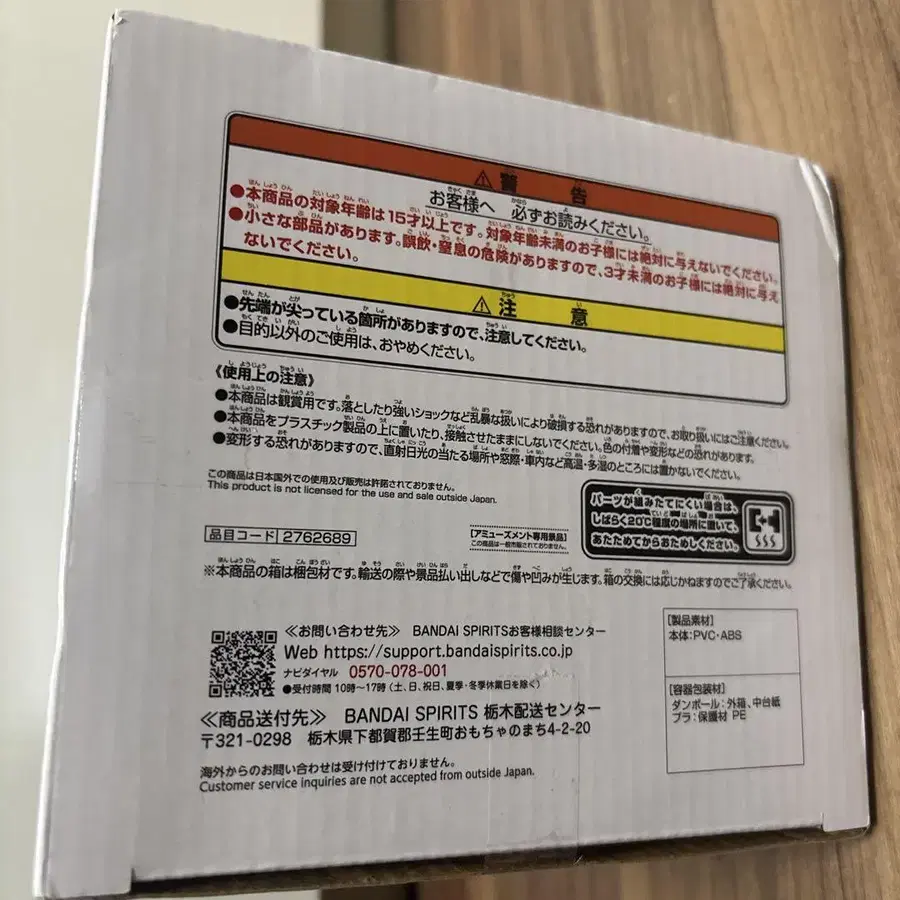 ⚠警告
お客様へ 必ずお読みください。
●本商品の対象年齢は15才以上です。対象年齢未満のお子様には絶対に与えないでください。
●小さな部品があります。誤飲・窒息の危険がありますので、3才未満のお子様には絶対に与え
ないでください。
⚠注意
●先端が尖っている箇所がありますので、注意してください。
●目的以外のご使用は、おやめください。
《使用上の注意》
●本商品は観賞用です。落としたり強いショックなど乱暴な扱いにより破損する恐れがありますので、お取り扱いにはご注意ください。
●本商品をプラスチック製品の上に置いたり、接触させたままにしないでください。色の付着や変形などの恐れがあります。
●変形する恐れがありますので、直射日光の当たる場所や窓際・車内など高温・多湿のところには置かないでください。
この商品は日本国外での使用及び販売は許諾されておりません。
This product is not licensed for the use and sale outside Japan.
パーツが組みたてにくい場合は、
しばらく20℃程度の場所に置いて、
あたためてからおためしください。
品目コード 2762689
【アミューズメント専用景品】
この商品は一般市販されておりません。
※本商品の箱は梱包材です。輸送の際や景品払い出しなどで傷や凹みが生じます。箱の交換には応じかねますのでご了承ください。
≪お問い合わせ先≫ BANDAI SPIRITSお客様相談センター
Web https://support.bandaispirits.co.jp
ナビダイヤル 0570-078-001
●受付時間 10時〜17時 (土、日、祝日、夏季・冬季休業日を除く)
≪商品送付先≫ BANDAI SPIRITS 栃木配送センター
〒321-0298 栃木県下都賀郡壬生町おもちゃのまち4-2-20
海外からのお問い合わせは受け付けておりません。
Customer service inquiries are not accepted from outside Japan.
[製品素材]
本体：PVC・ABS
[容器包装材]
ダンボール：外箱、中台紙
プラ：保護材 PE